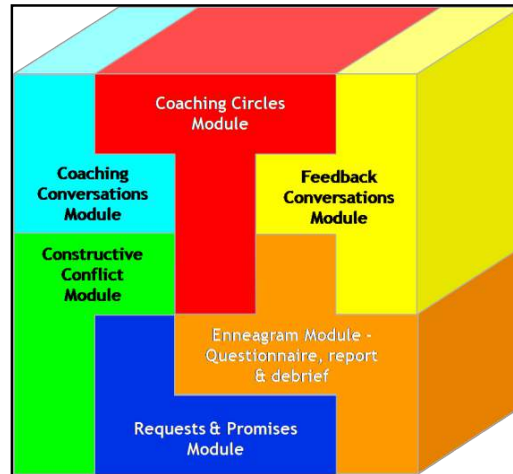 Coaching Circles
Module
Coaching
Conversations
Module
Feedback
Conversations
Module
Constructive
Conflict
Module
Enneagram Module -
Questionnaire, report
& debrief
Requests & Promises
Module